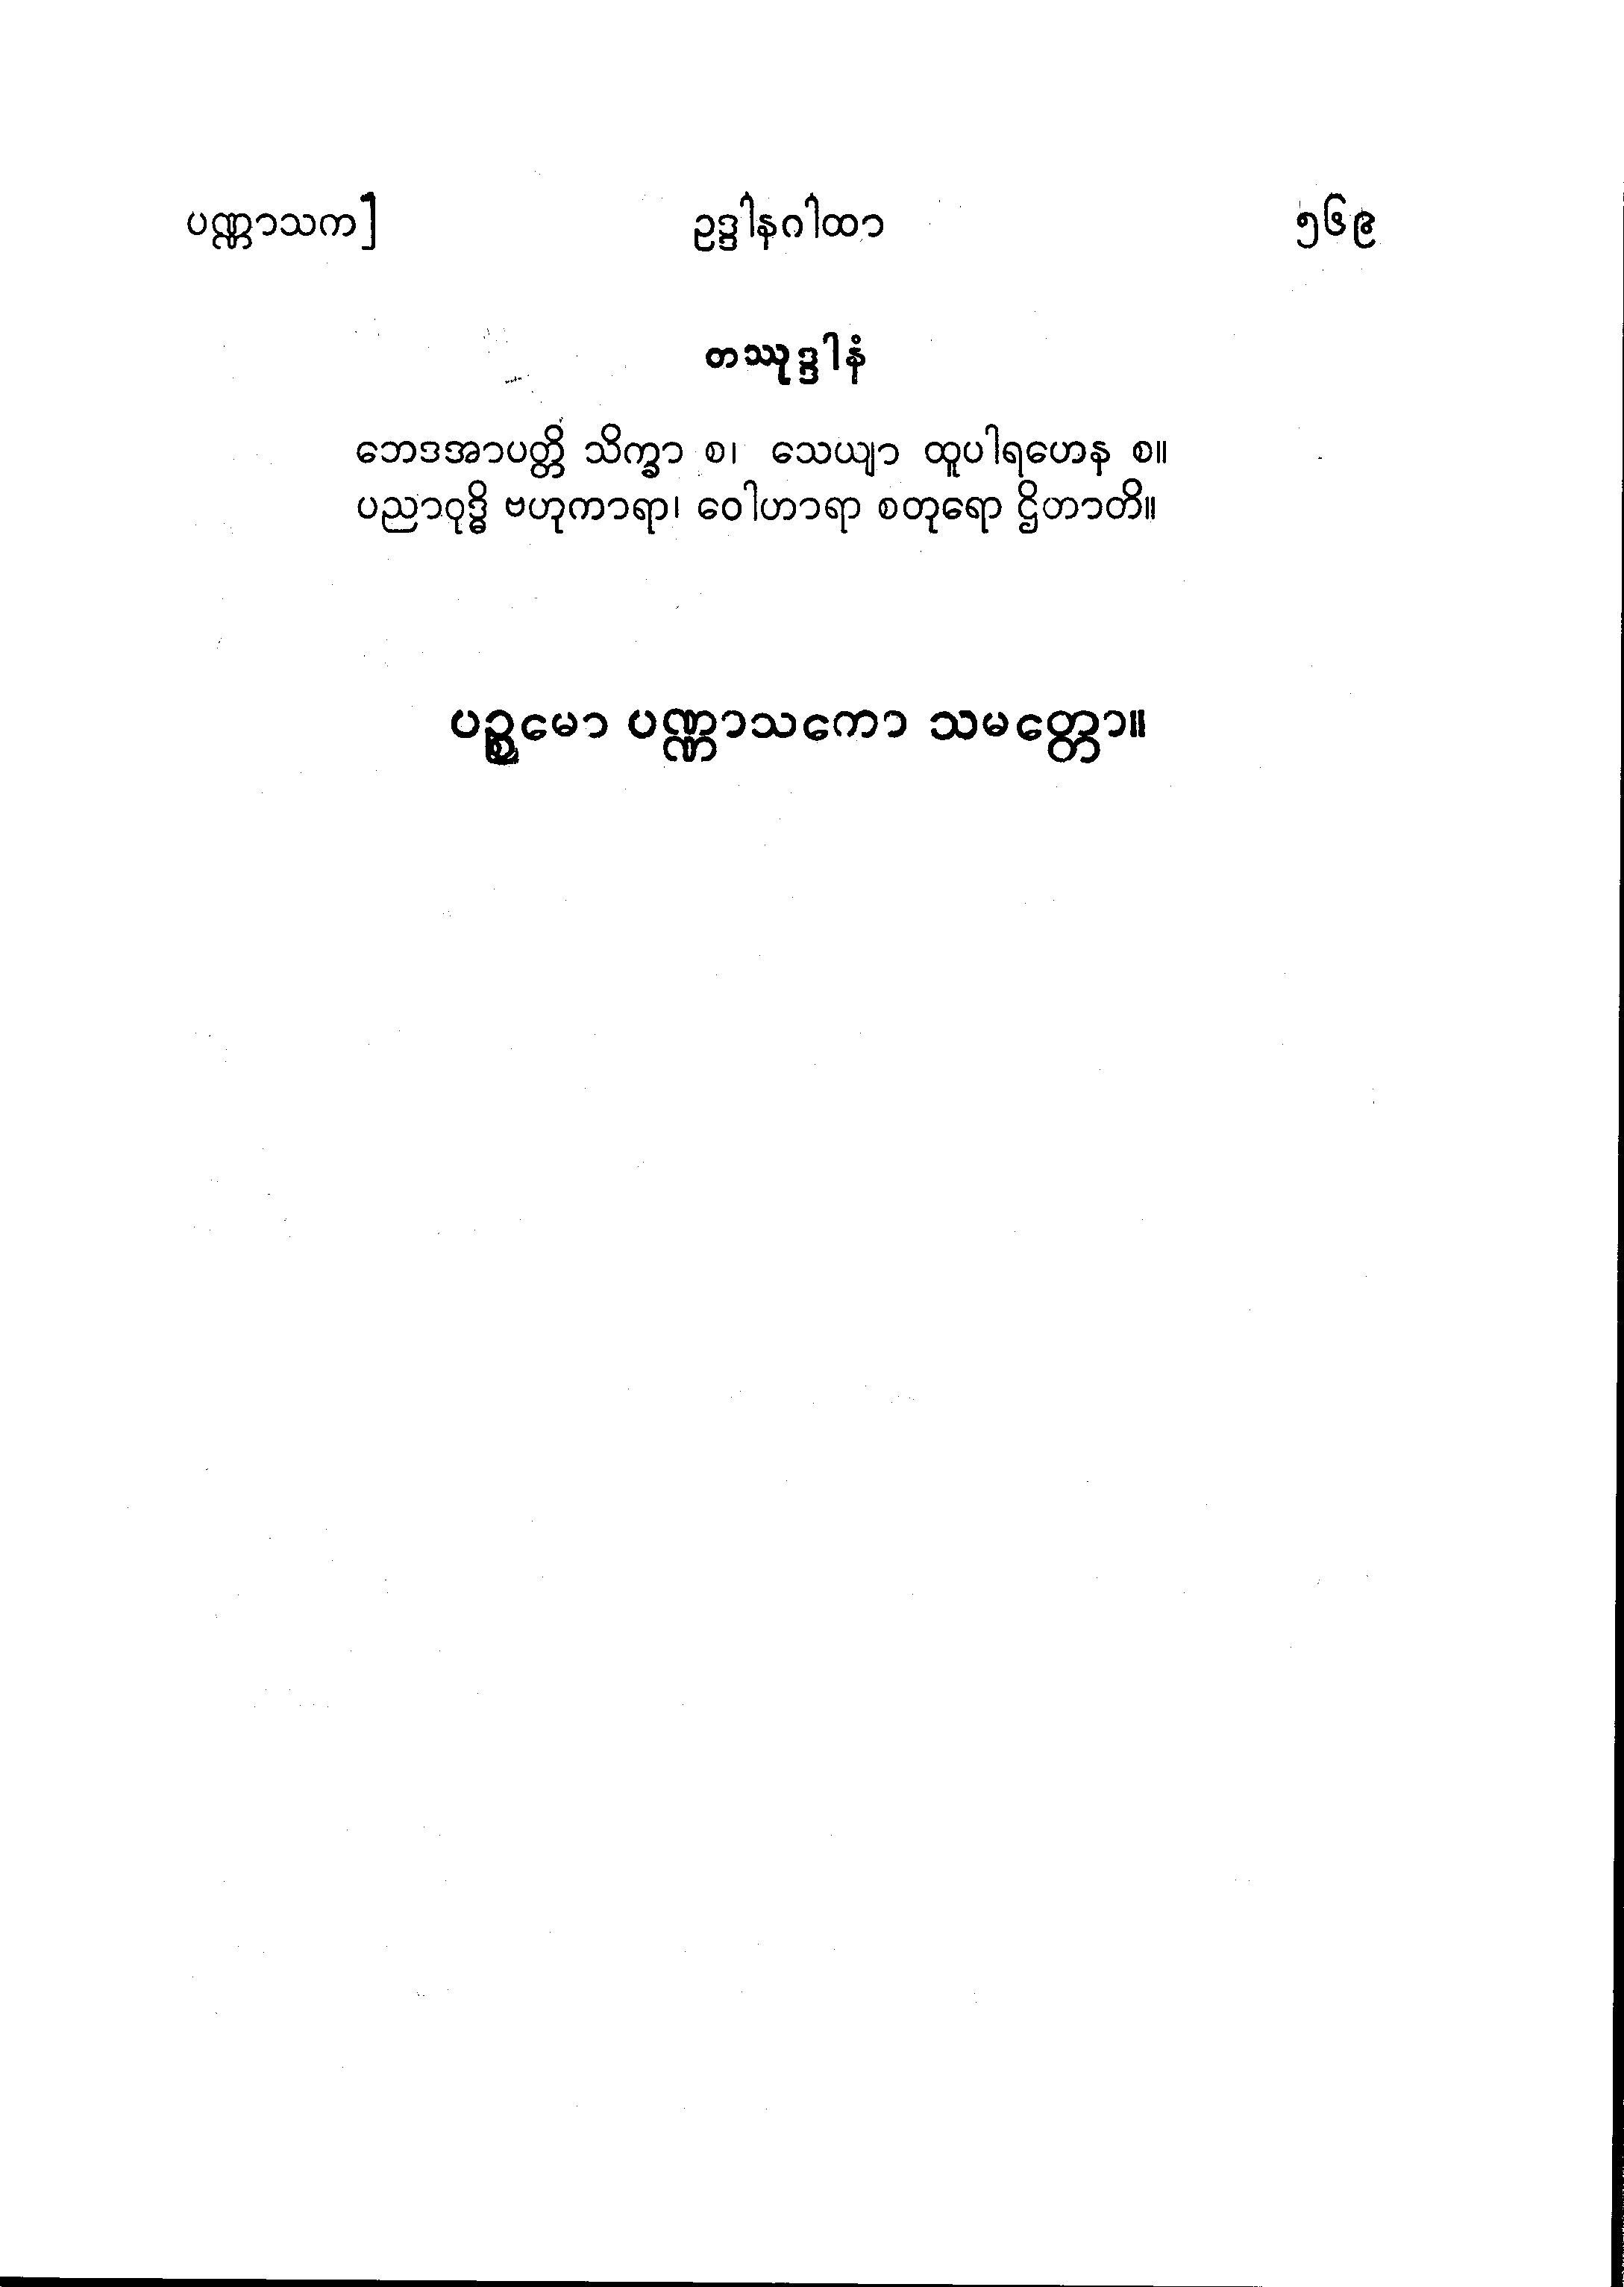 ပဏ္ဏာသက] ဥဒ္ဒါနဂါထာ ၅၆၉
တဿုဒ္ဒါနံ
ဘေဒအာပတ္တိ သိက္ခာ စ၊ သေယျာ ထူပါရဟေန စ။
ပညာဝုဒ္ဓိ ဗဟုကာရာ၊ ဝေါဟာရာ စတုရော ဌိတာတိ။
ပဉ္စမော ပဏ္ဏာသကော သမတ္တော။